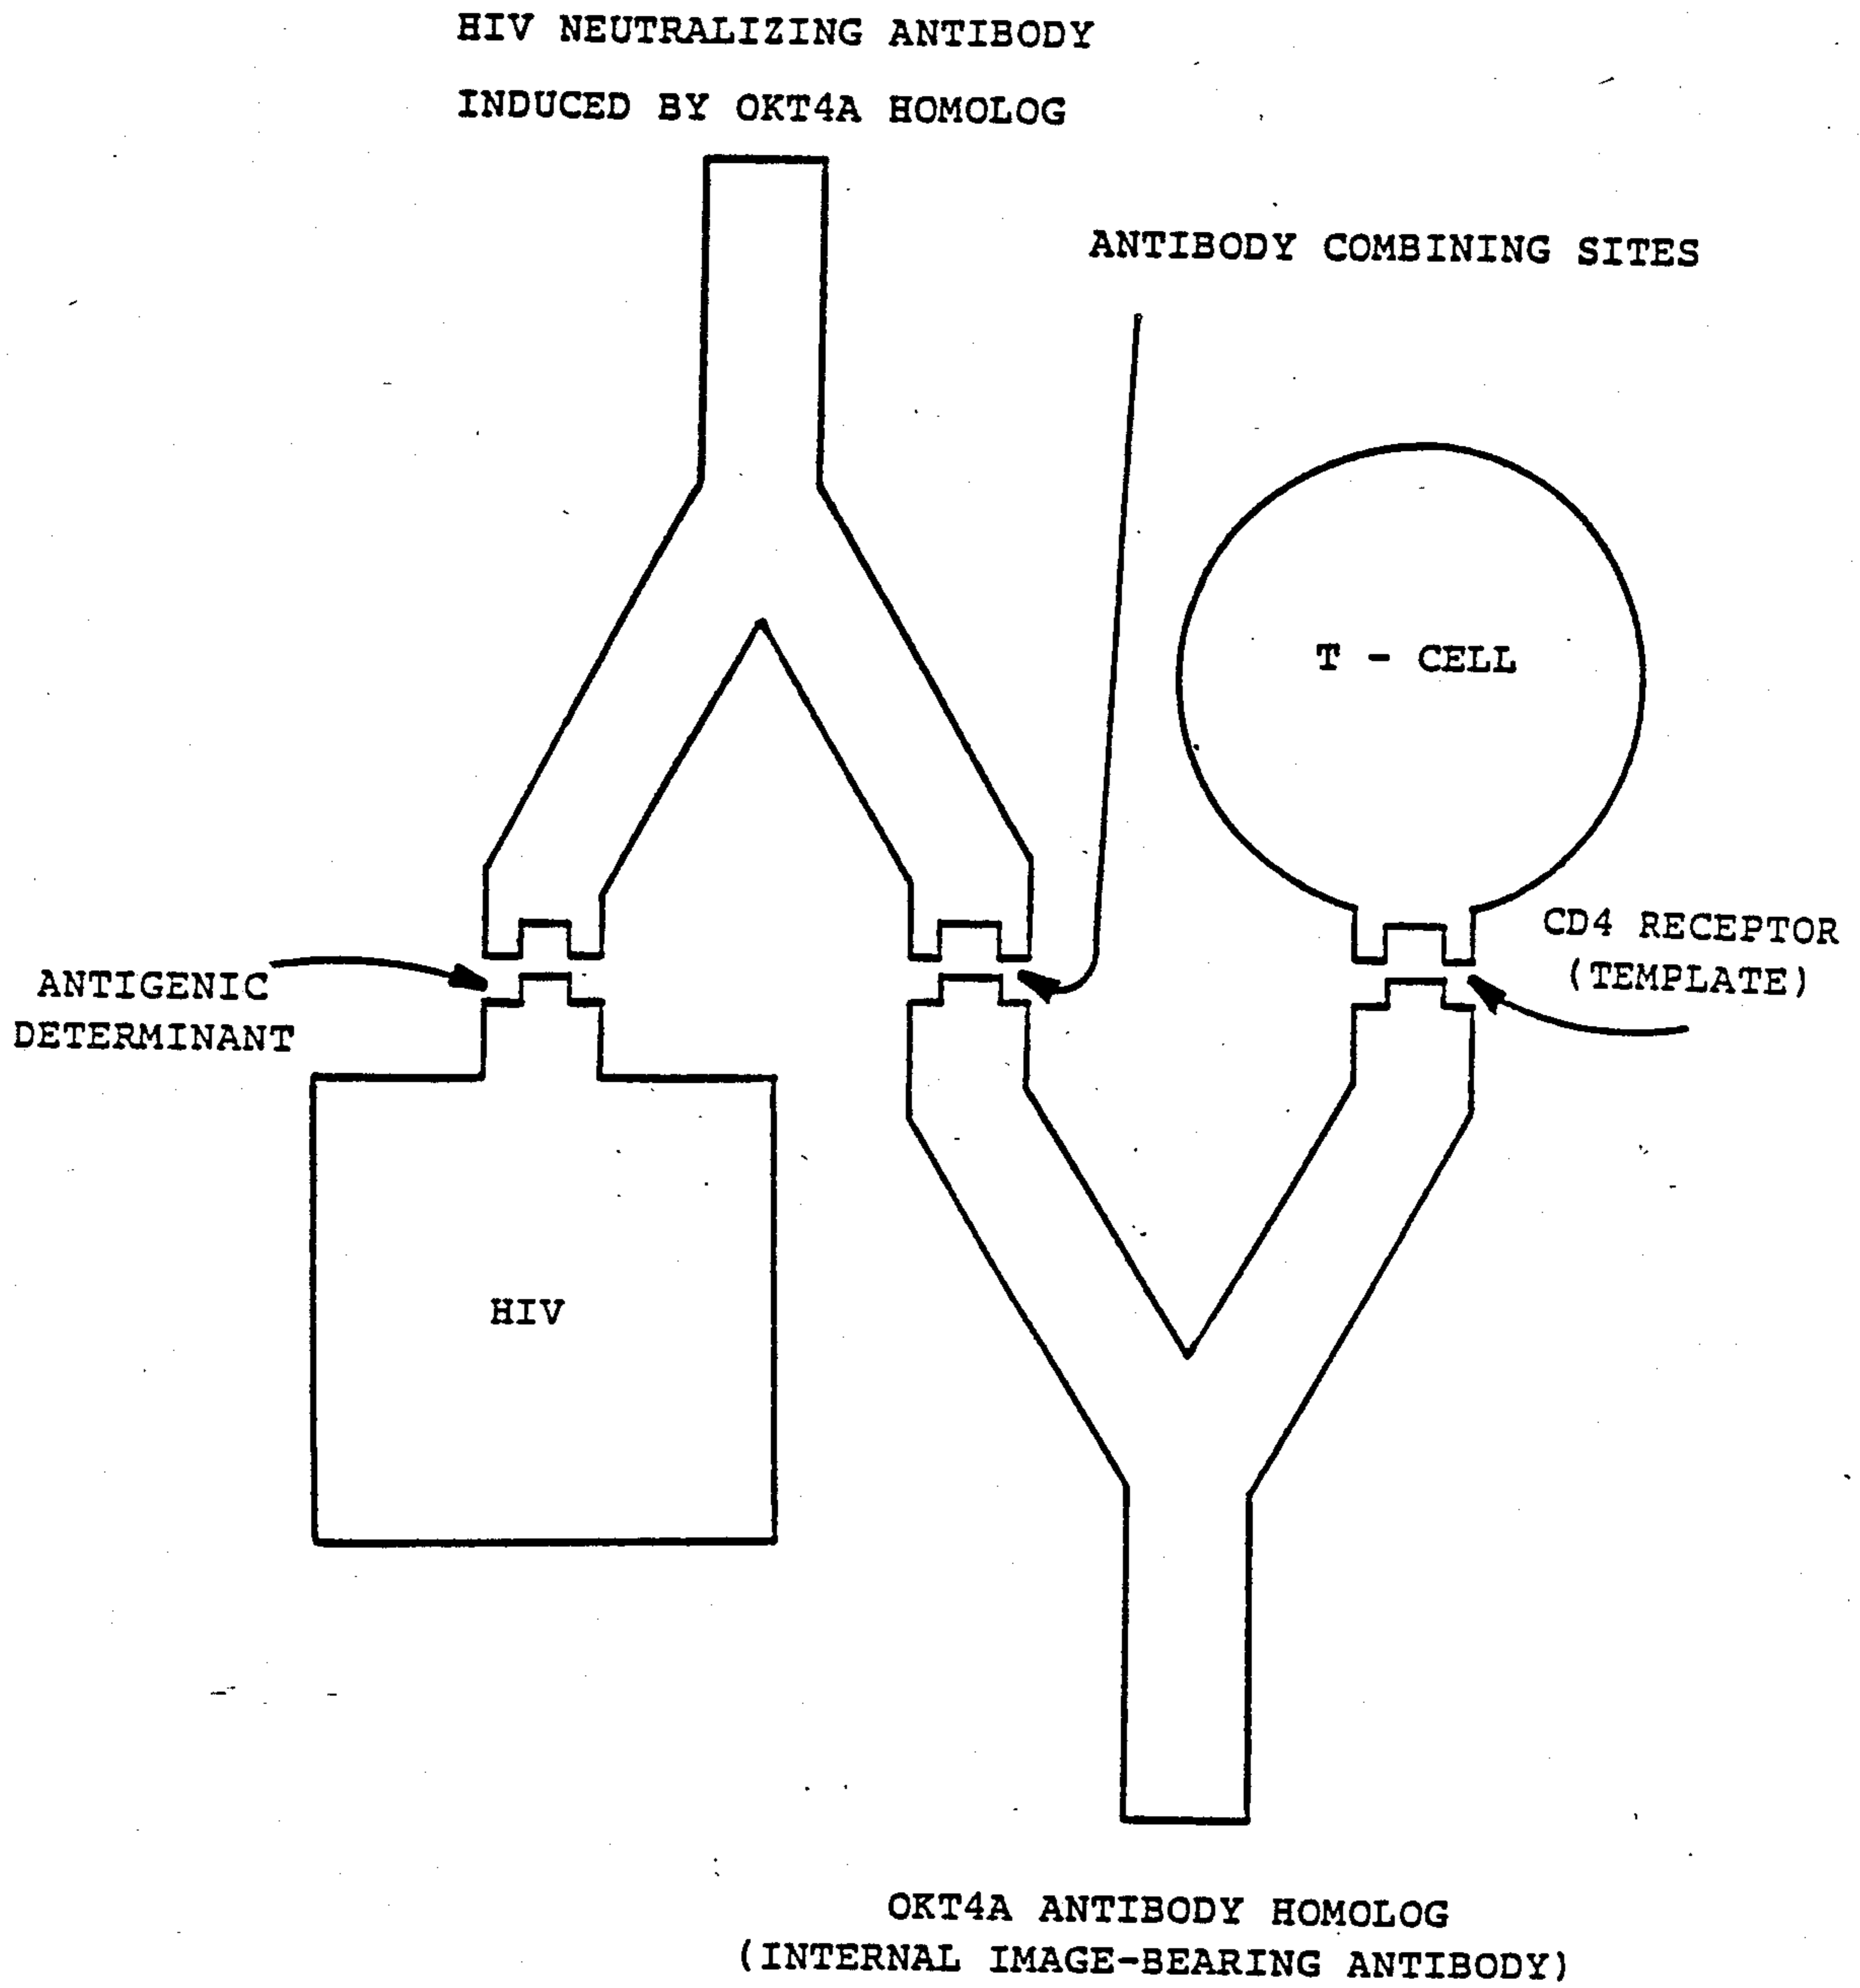 HIV NEUTRALIZING ANTIBODY
INDUCED BY OKT4A HOMOLOG
ANTIBODY COMBINING SITES
T - CELL
CD4 RECEPTOR
(TEMPLATE)
ANTIGENIC
DETERMINANT
HIV
OKT4A ANTIBODY HOMOLOG
(INTERNAL IMAGE-BEARING ANTIBODY)